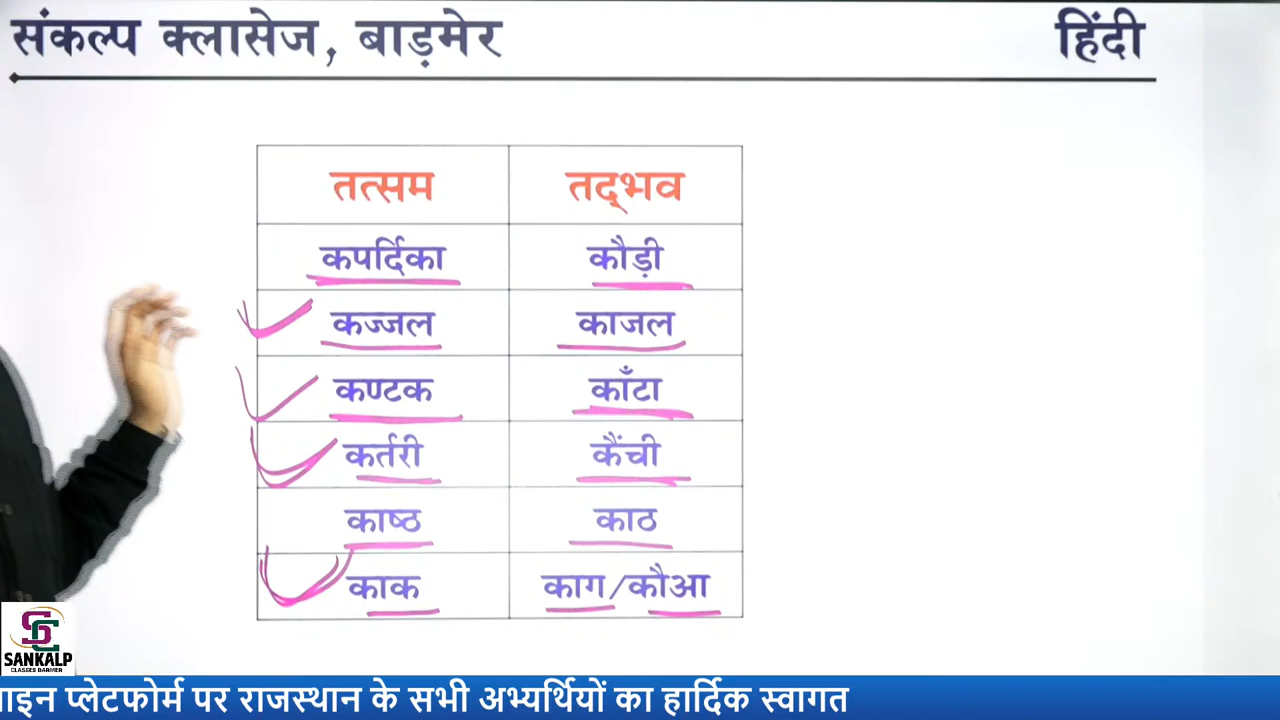 संकल्प क्लासेज, बाड़मेर हिंदी
तत्सम तद्भव
कपर्दिका कौड़ी
कज्जल काजल
कण्टक काँटा
कर्तरी कैंची
काष्ठ काठ
काक काग/कौआ
SANKALP
CLASSES BARMER
प्लेटफोर्म पर राजस्थान के सभी अभ्यर्थियों का हार्दिक स्वागत